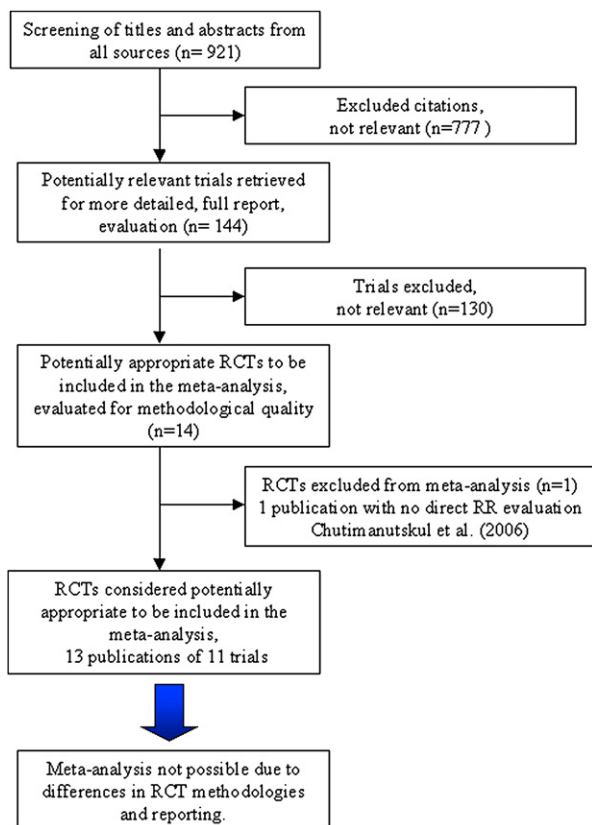 Screening of titles and abstracts from
all sources (n= 921)
Excluded citations,
not relevant (n=777 )
Potentially relevant trials retrieved
for more detailed, full report,
evaluation (n= 144)
Trials excluded,
not relevant (n=130)
Potentially appropriate RCTs to be
included in the meta-analysis,
evaluated for methodological quality
(n=14)
RCTs excluded from meta-analysis (n=1)
1 publication with no direct RR evaluation
Chutimanutskul et al. (2006)
RCTs considered potentially
appropriate to be included in the
meta-analysis,
13 publications of 11 trials
Meta-analysis not possible due to
differences in RCT methodologies
and reporting.